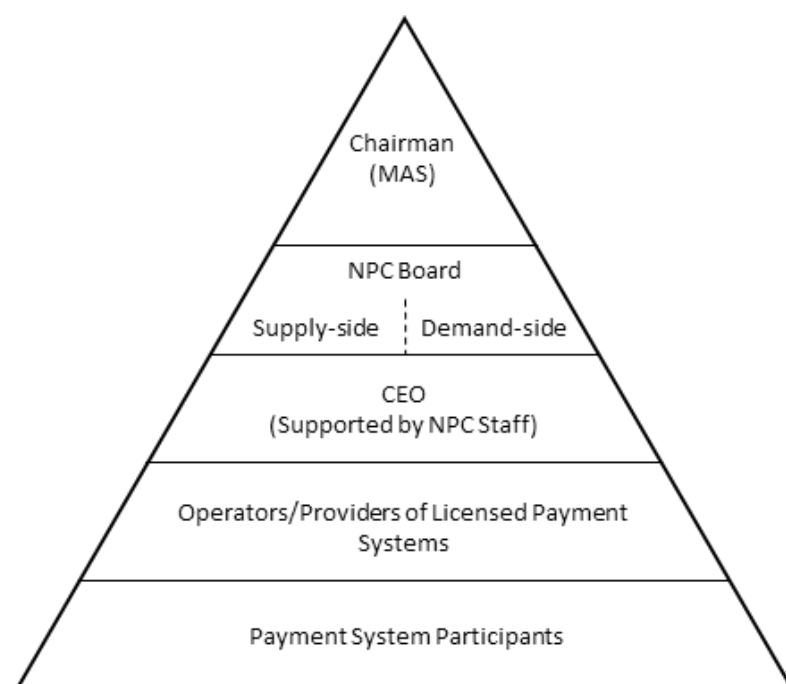 Chairman
(MAS)
NPC Board
Supply-side
Demand-side
CEO
(Supported by NPC Staff)
Operators/Providers of Licensed Payment
Systems
Payment System Participants